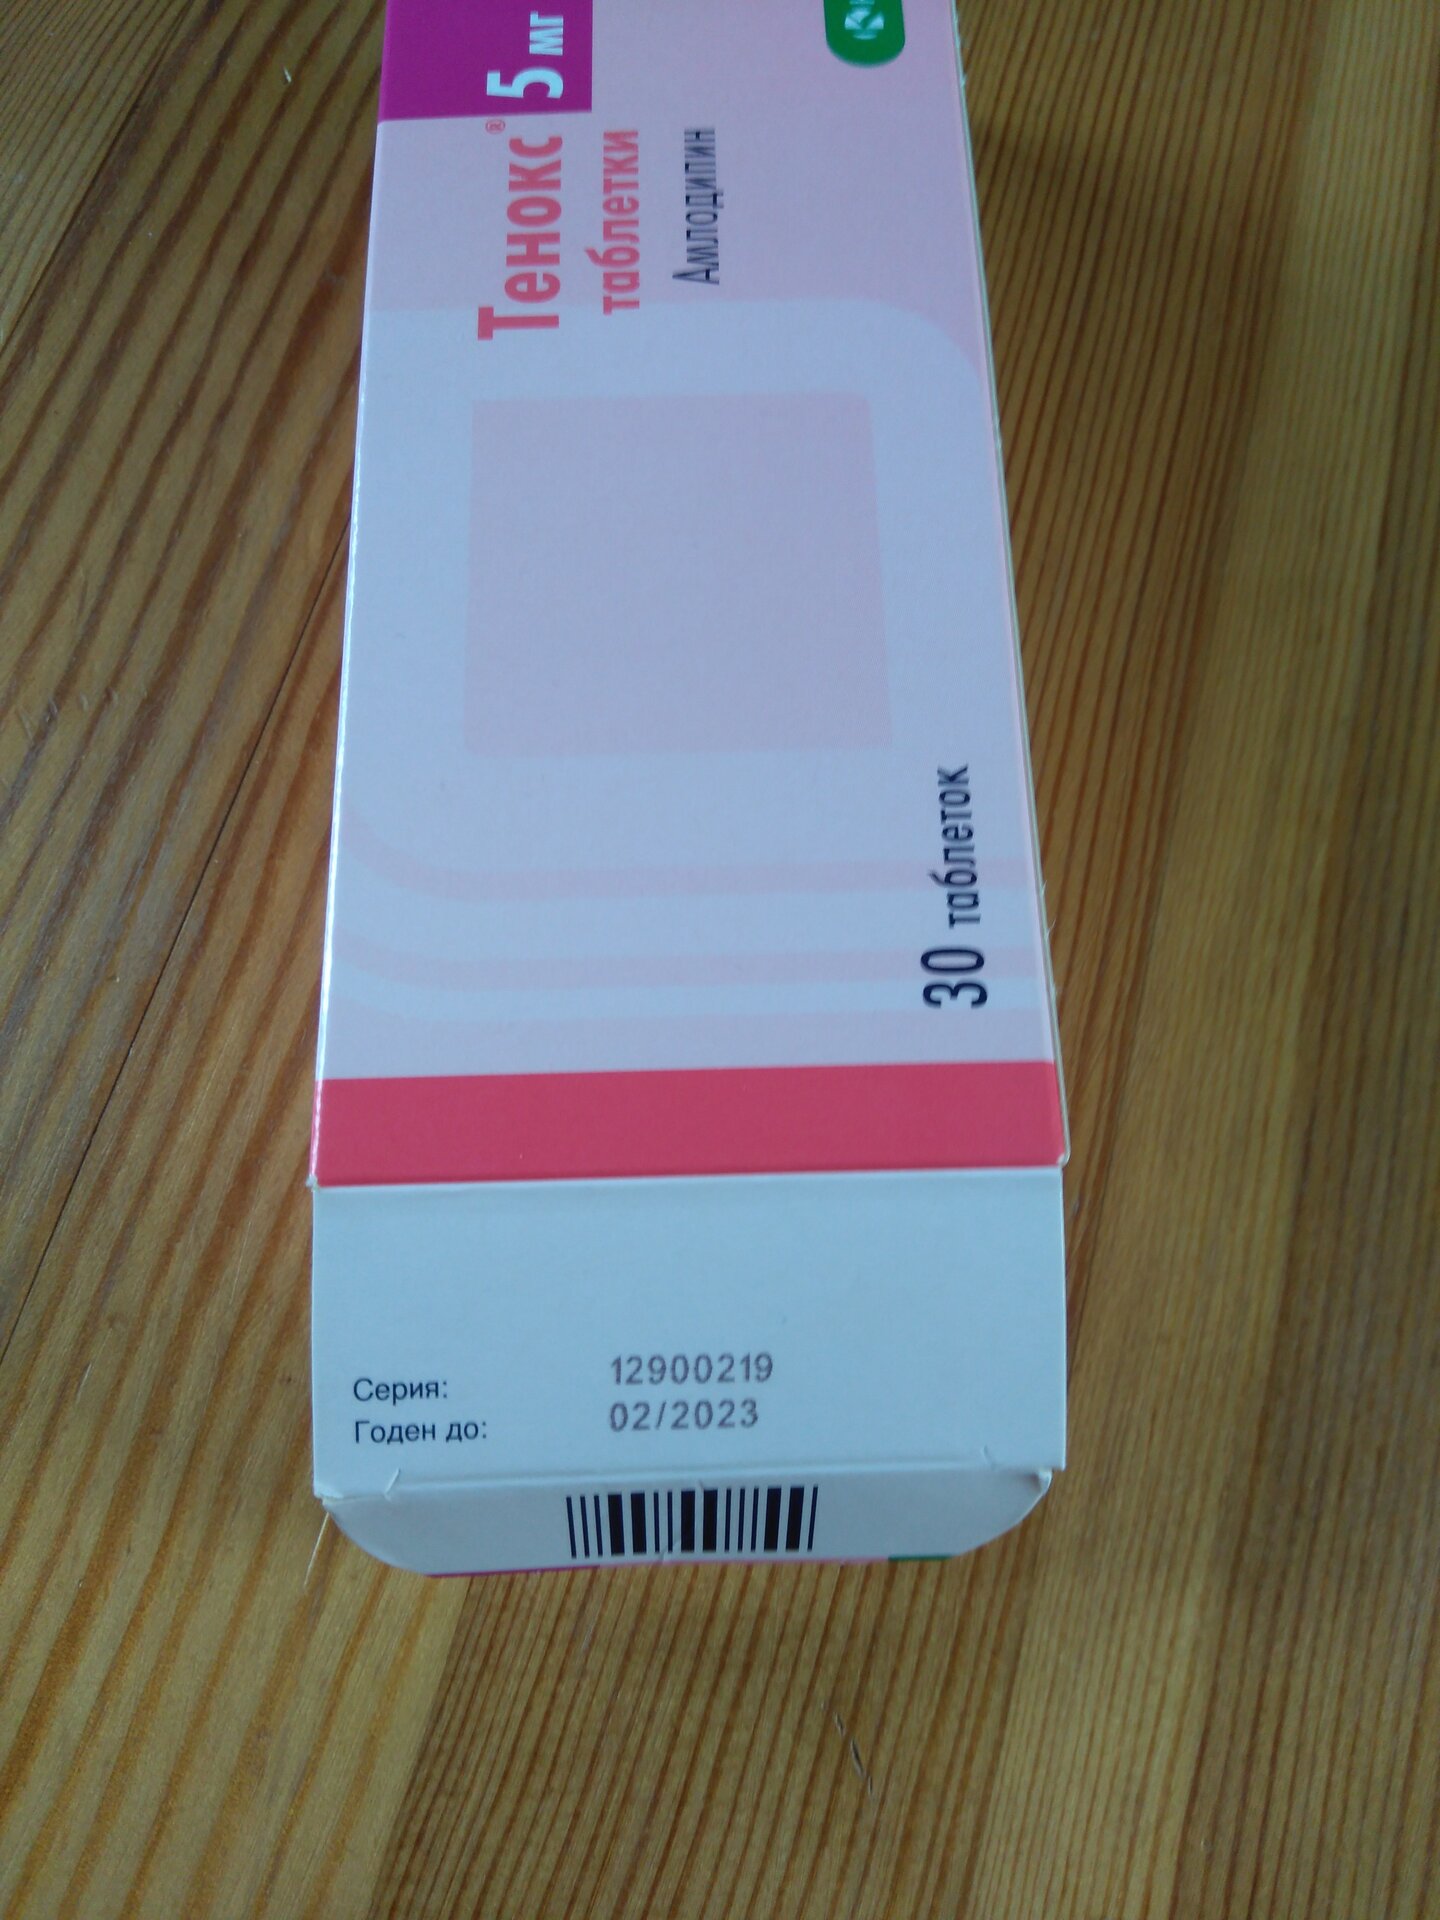 Тенокс® 5 мг
таблетки
Амлодипин
30 таблеток
Серия: 12900219
Годен до: 02/2023